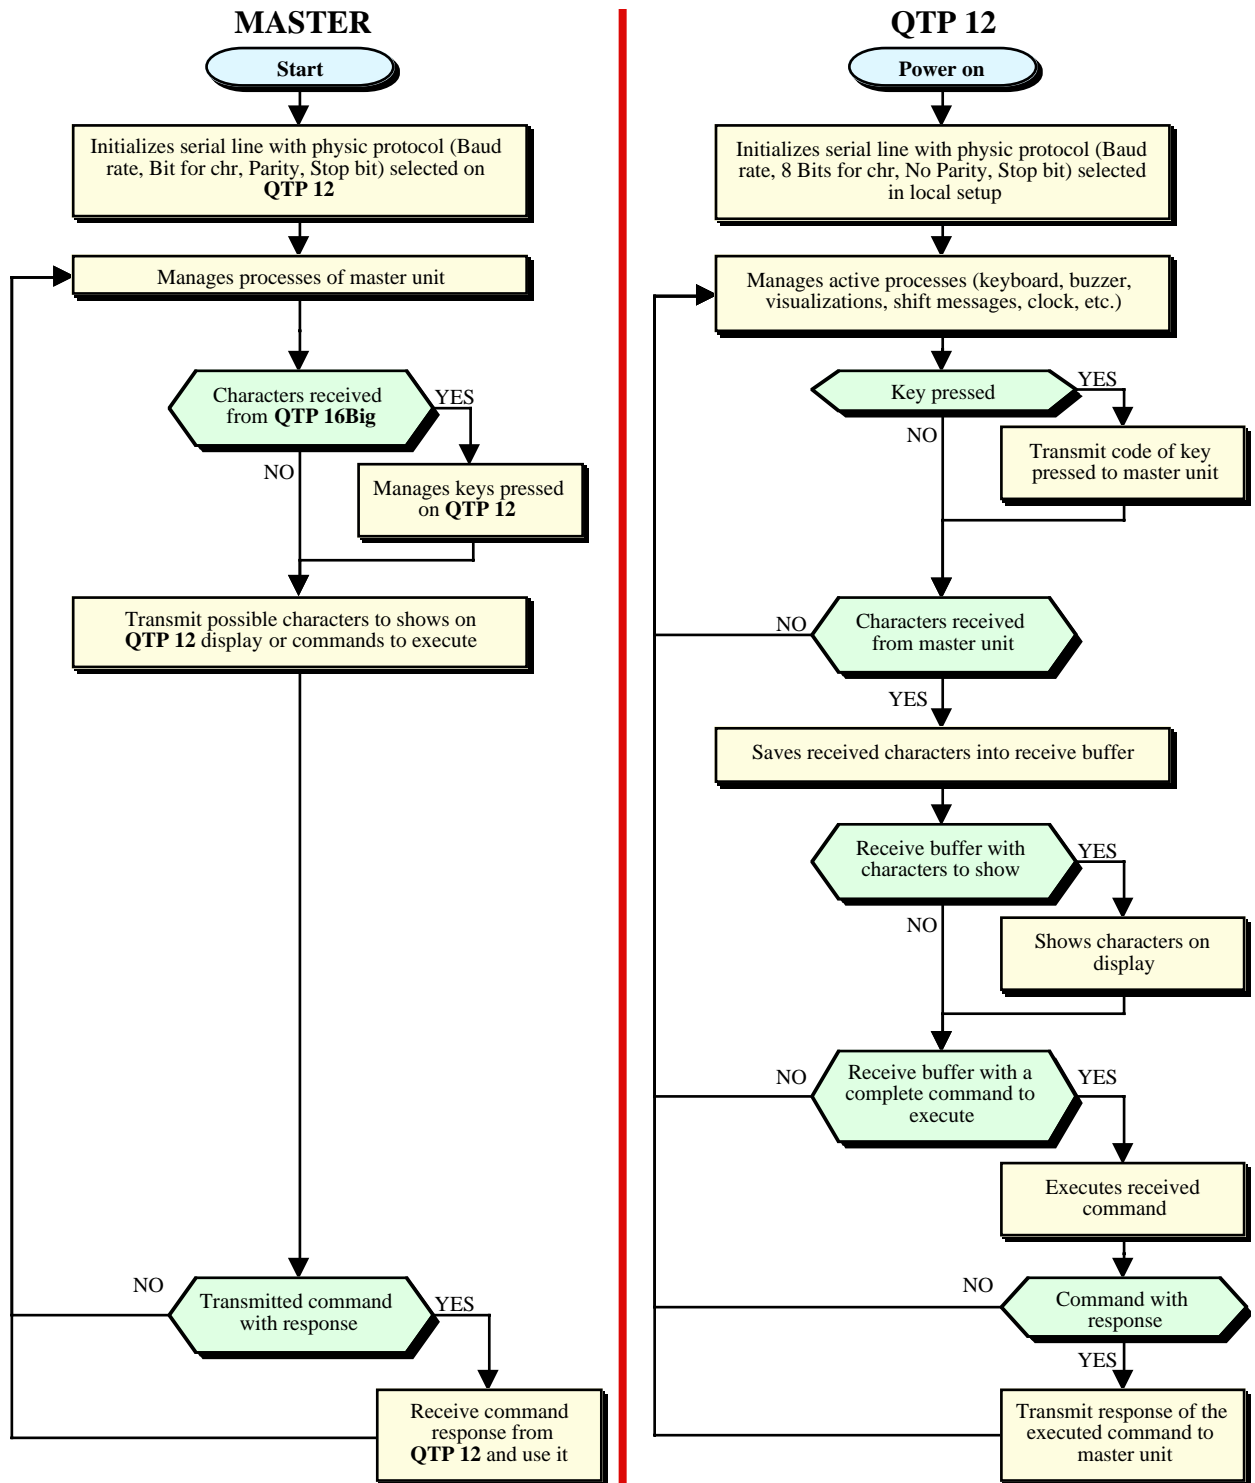 MASTER
Start
Initializes serial line with physic protocol (Baud
rate, Bit for chr, Parity, Stop bit) selected on
QTP 12
Manages processes of master unit
Characters received
from QTP 16Big
YES
NO
Manages keys pressed
on QTP 12
Transmit possible characters to shows on
QTP 12 display or commands to execute
NO
Transmitted command
with response
YES
Receive command
response from
QTP 12 and use it
QTP 12
Power on
Initializes serial line with physic protocol (Baud
rate, 8 Bits for chr, No Parity, Stop bit) selected
in local setup
Manages active processes (keyboard, buzzer,
visualizations, shift messages, clock, etc.)
Key pressed
YES
NO
Transmit code of key
pressed to master unit
NO
Characters received
from master unit
YES
Saves received characters into receive buffer
Receive buffer with
characters to show
YES
NO
Shows characters on
display
NO
Receive buffer with a
complete command to
execute
YES
Executes received
command
NO
Command with
response
YES
Transmit response of the
executed command to
master unit